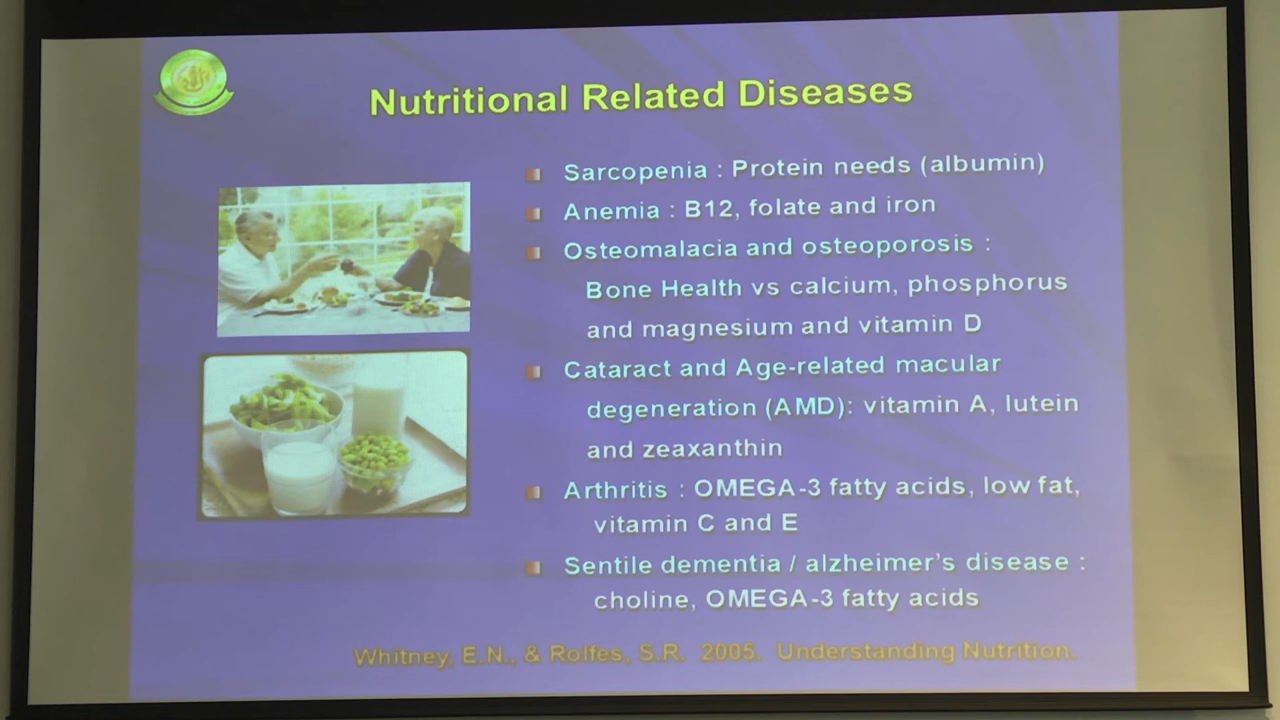 Nutritional Related Diseases
Sarcopenia : Protein needs (albumin)
Anemia : B12, folate and iron
Osteomalacia and osteoporosis :
Bone Health vs calcium, phosphorus
and magnesium and vitamin D
Cataract and Age-related macular
degeneration (AMD): vitamin A, lutein
and zeaxanthin
Arthritis : OMEGA-3 fatty acids, low fat,
vitamin C and E
Sentile dementia / alzheimer's disease :
choline, OMEGA-3 fatty acids
Whitney, E.N., & Rolfes, S.R. 2005. Understanding Nutrition.